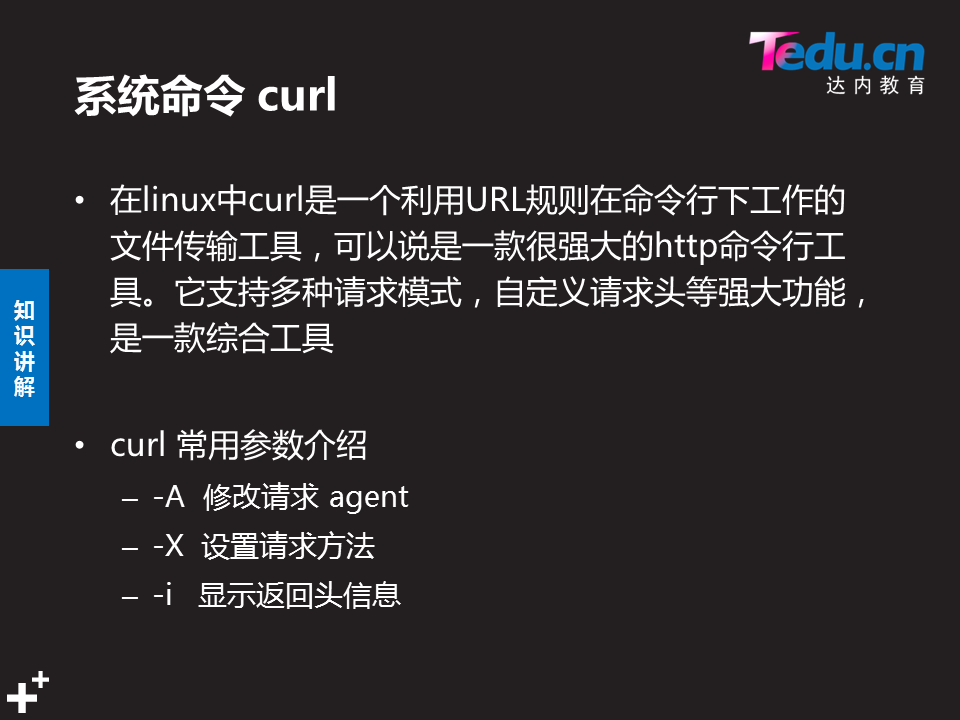 Tedu.cn
达内教育
系统命令 curl
• 在linux中curl是一个利用URL规则在命令行下工作的
文件传输工具，可以说是一款很强大的http命令行工
具。它支持多种请求模式，自定义请求头等强大功能，
是一款综合工具
知
识
讲
解
• curl 常用参数介绍
– -A 修改请求 agent
– -X 设置请求方法
– -i 显示返回头信息